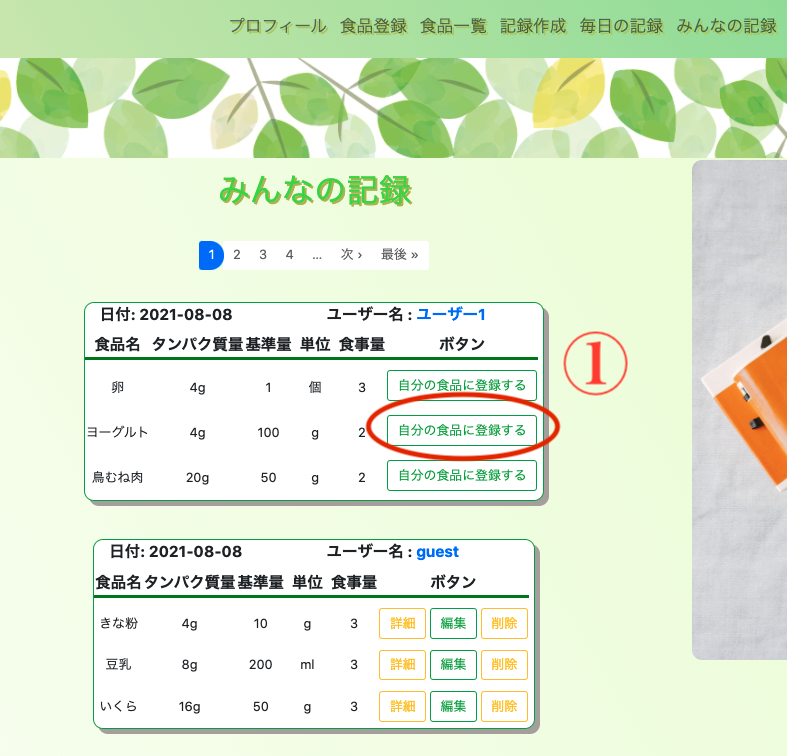 プロフィール 食品登録 食品一覧 記録作成 毎日の記録 みんなの記録
みんなの記録
1 2 3 4 ... 次 › 最後 »
日付: 2021-08-08 ユーザー名 : ユーザー1
食品名 タンパク質量 基準量 単位 食事量 ボタン
卵 4g 1 個 3 自分の食品に登録する
ヨーグルト 4g 100 g 2 自分の食品に登録する
鳥むね肉 20g 50 g 2 自分の食品に登録する
①
日付: 2021-08-08 ユーザー名 : guest
食品名 タンパク質量 基準量 単位 食事量 ボタン
きな粉 4g 10 g 3 詳細 編集 削除
豆乳 8g 200 ml 3 詳細 編集 削除
いくら 16g 50 g 3 詳細 編集 削除